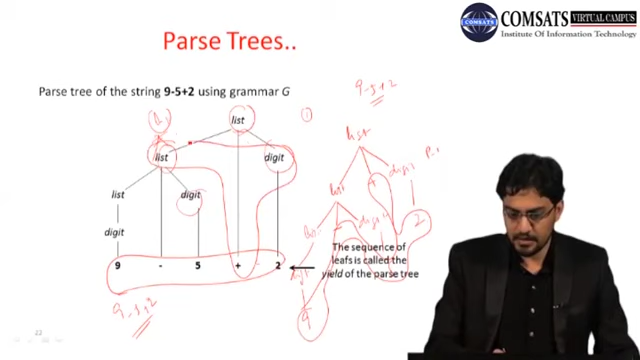 COMSATS VIRTUAL CAMPUS
Institute Of Information Technology
Parse Trees..
Parse tree of the string 9-5+2 using grammar G
9-5+2
list
list
digit
list
digit
digit
9 - 5 + 2
list
digit
+
list
digit
2
-
9
The sequence of
leafs is called the
yield of the parse tree
9-5+2
22